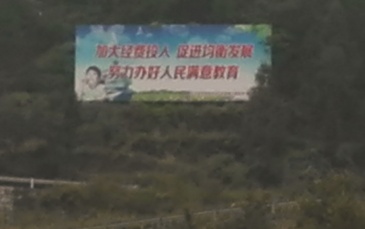 加大经费投入 促进均衡发展
努力办好人民满意教育